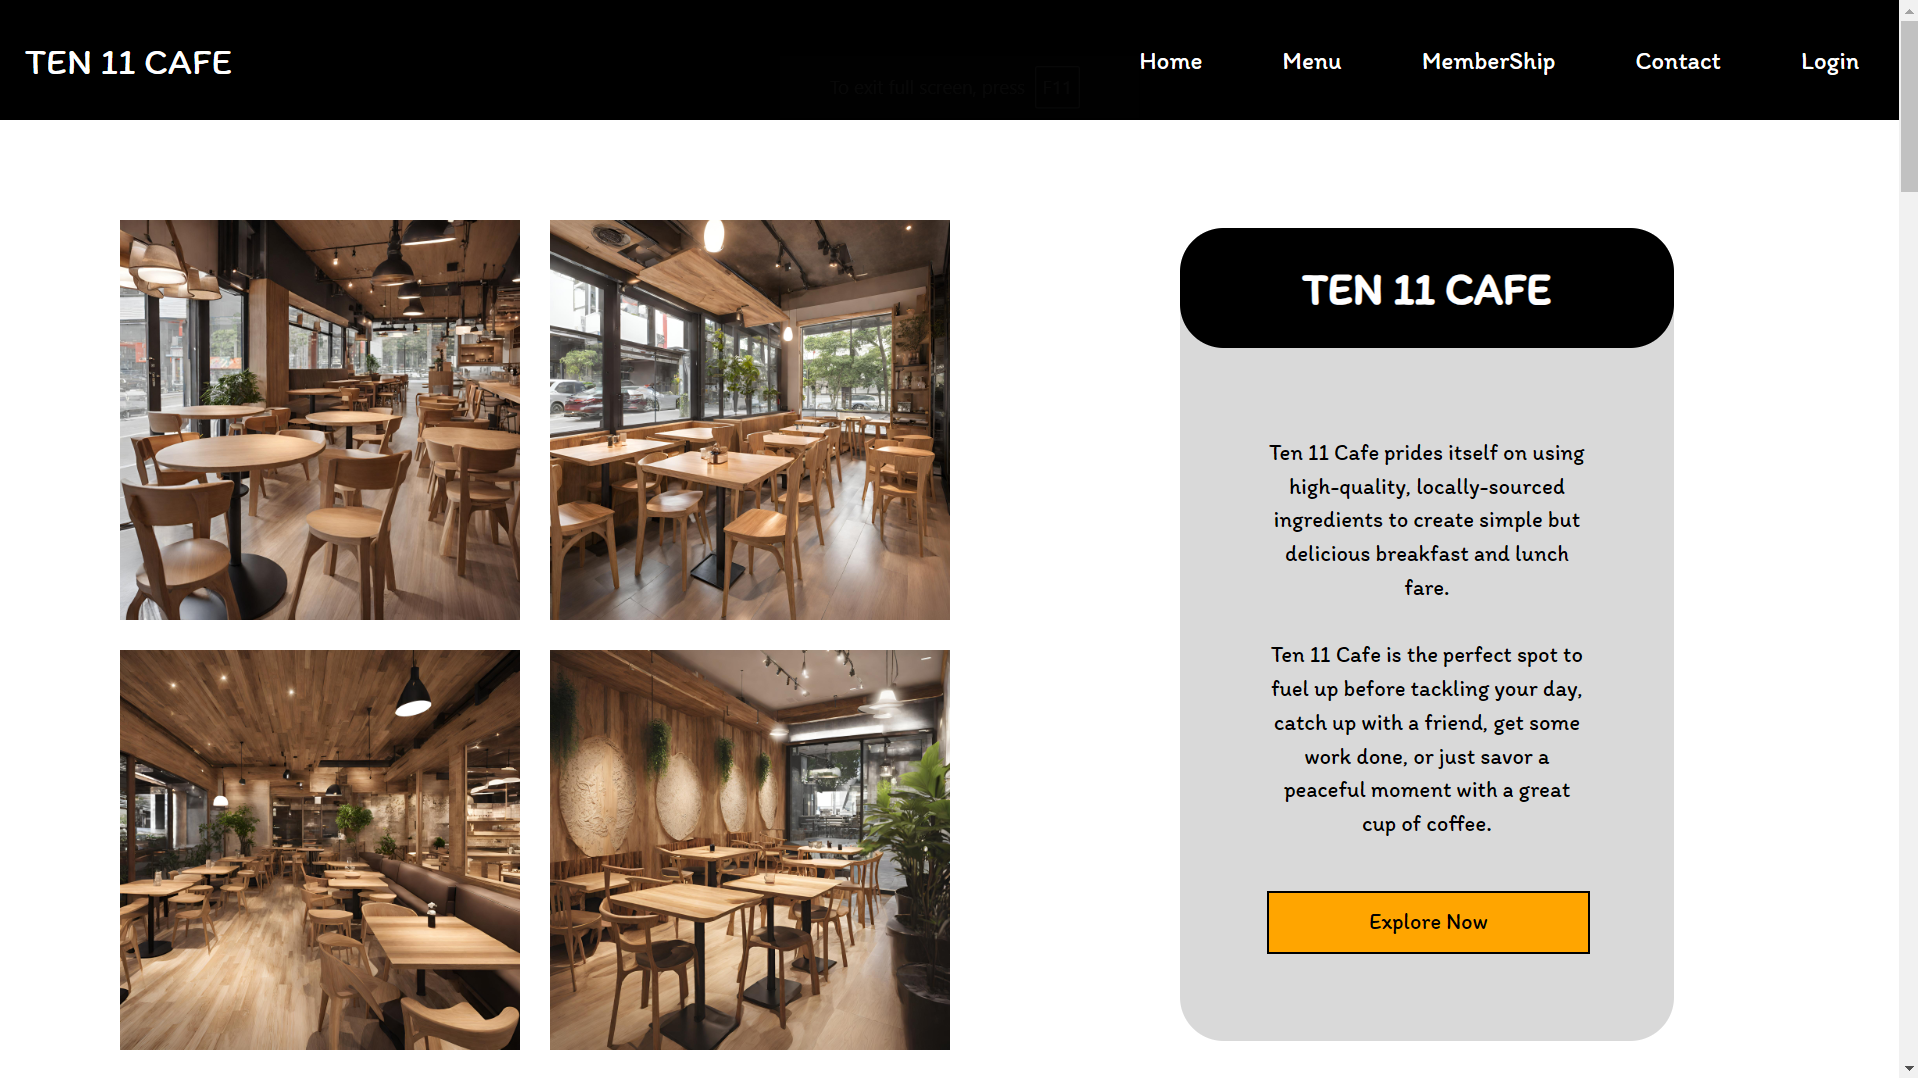 TEN 11 CAFE
Home
Menu
MemberShip
Contact
Login
To exit full screen, press F11
TEN 11 CAFE
Ten 11 Cafe prides itself on using
high-quality, locally-sourced
ingredients to create simple but
delicious breakfast and lunch
fare.
Ten 11 Cafe is the perfect spot to
fuel up before tackling your day,
catch up with a friend, get some
work done, or just savor a
peaceful moment with a great
cup of coffee.
Explore Now